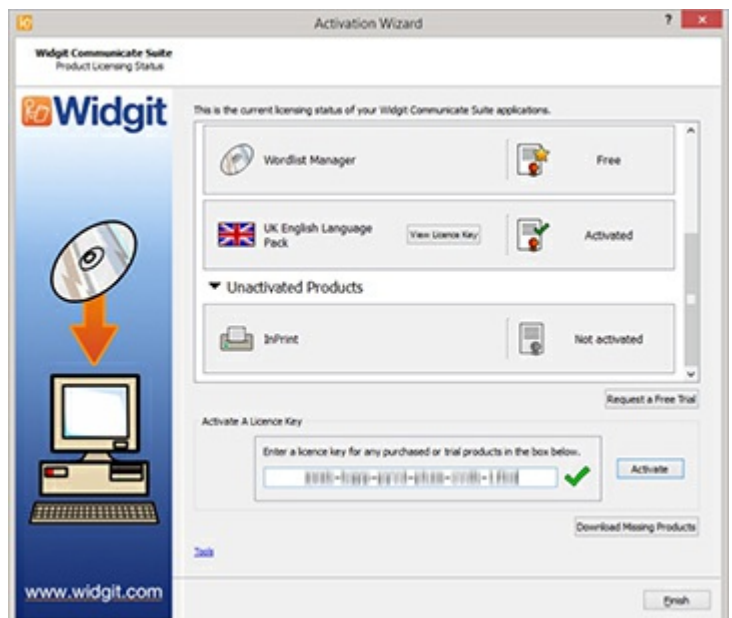 Activation Wizard
?
Widgit Communicate Suite
Product Licensing Status
Widgit
This is the current licensing status of your Widgit Communicate Suite applications.
Wordlist Manager
Free
UK English Language
Pack
View Licence Key
Activated
Unactivated Products
InPrint
Not activated
Request a Free Trial
Activate A Licence Key
Enter a licence key for any purchased or trial products in the box below.
Activate
Download Missing Products
Tools
www.widgit.com
Finish